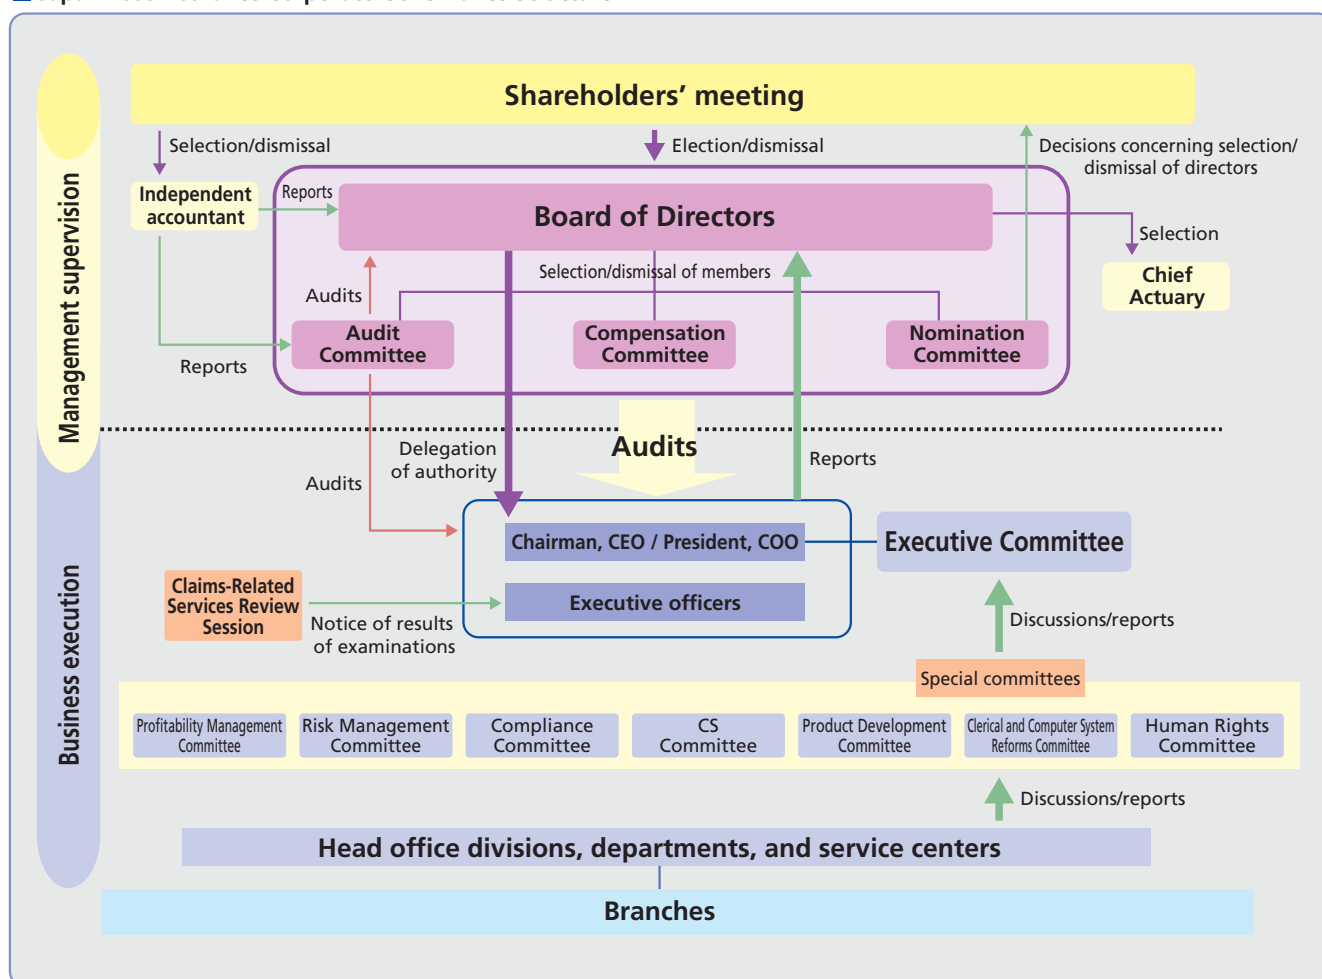 Shareholders’ meeting
Selection/dismissal
Election/dismissal
Decisions concerning selection/
dismissal of directors
Independent
accountant
Reports
Board of Directors
Selection
Chief
Actuary
Selection/dismissal of members
Audits
Audit
Committee
Compensation
Committee
Nomination
Committee
Reports
Management supervision
Delegation
of authority
Audits
Reports
Audits
Chairman, CEO / President, COO
Executive Committee
Executive officers
Claims-Related
Services Review
Session
Notice of results
of examinations
Discussions/reports
Business execution
Special committees
Profitability Management
Committee
Risk Management
Committee
Compliance
Committee
CS
Committee
Product Development
Committee
Clerical and Computer System
Reforms Committee
Human Rights
Committee
Discussions/reports
Head office divisions, departments, and service centers
Branches